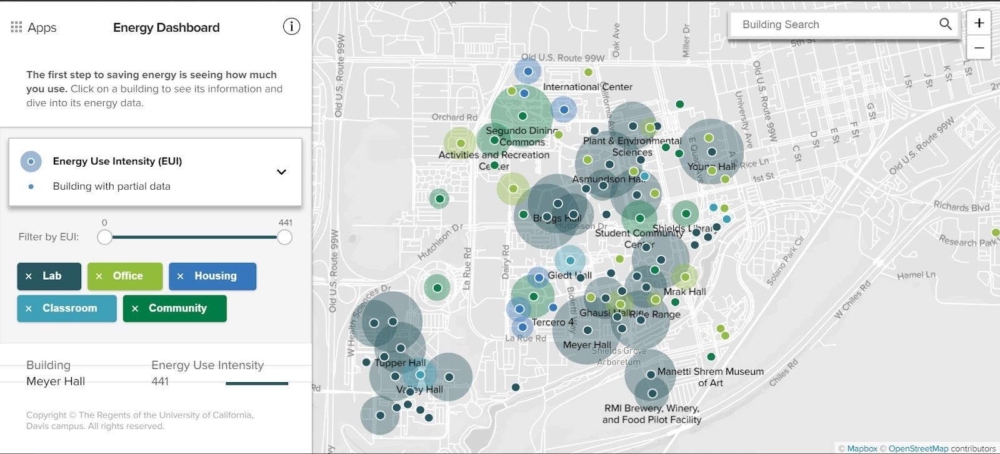 Apps
Energy Dashboard
The first step to saving energy is seeing how much
you use. Click on a building to see its information and
dive into its energy data.
Energy Use Intensity (EUI)
Building with partial data
0
441
Filter by EUI:
× Lab
× Office
× Housing
× Classroom
× Community
Building
Energy Use Intensity
Meyer Hall
441
Copyright © The Regents of the University of California,
Davis campus. All rights reserved.
Building Search
+
−
Old U.S. Route 99W
Oak Ave
Miller Dr
5th St
Old U.S. Route 99W
Old U.S. Route 99W
L St
K St
J St
I St
2n
International Center
California Ave
University Ave
G St
F St
E St
D St
C St
A St
Orchard Rd
Segundo Dining
Commons
Plant & Environmental
Sciences
E Quad Ave
Old U.S. Route 99W
Activities and Recreation
Center
Young Hall
Rice Ln
1st St
Asmundson Hall
Richards Blvd
Briggs Hall
Hutchison Dr
Hutchison Dr
Shields Library
Student Community
Center
Research Park
Old U.S. Route 99W
La Rue Rd
Dairy Rd
Solano Park Cir
Giedt Hall
Hamel Ln
Bioletti Way
Mrak Hall
W Health Sciences Dr
W Chiles Rd
Ghausi Hall
Rifle Range
Tercero 4
La Rue Rd
Meyer Hall
Shields Grove
Arboretum
Tupper Hall
Manetti Shrem Museum
of Art
Chiles Rd
Valley Hall
Rd
RMI Brewery, Winery,
and Food Pilot Facility
© Mapbox © OpenStreetMap contributors